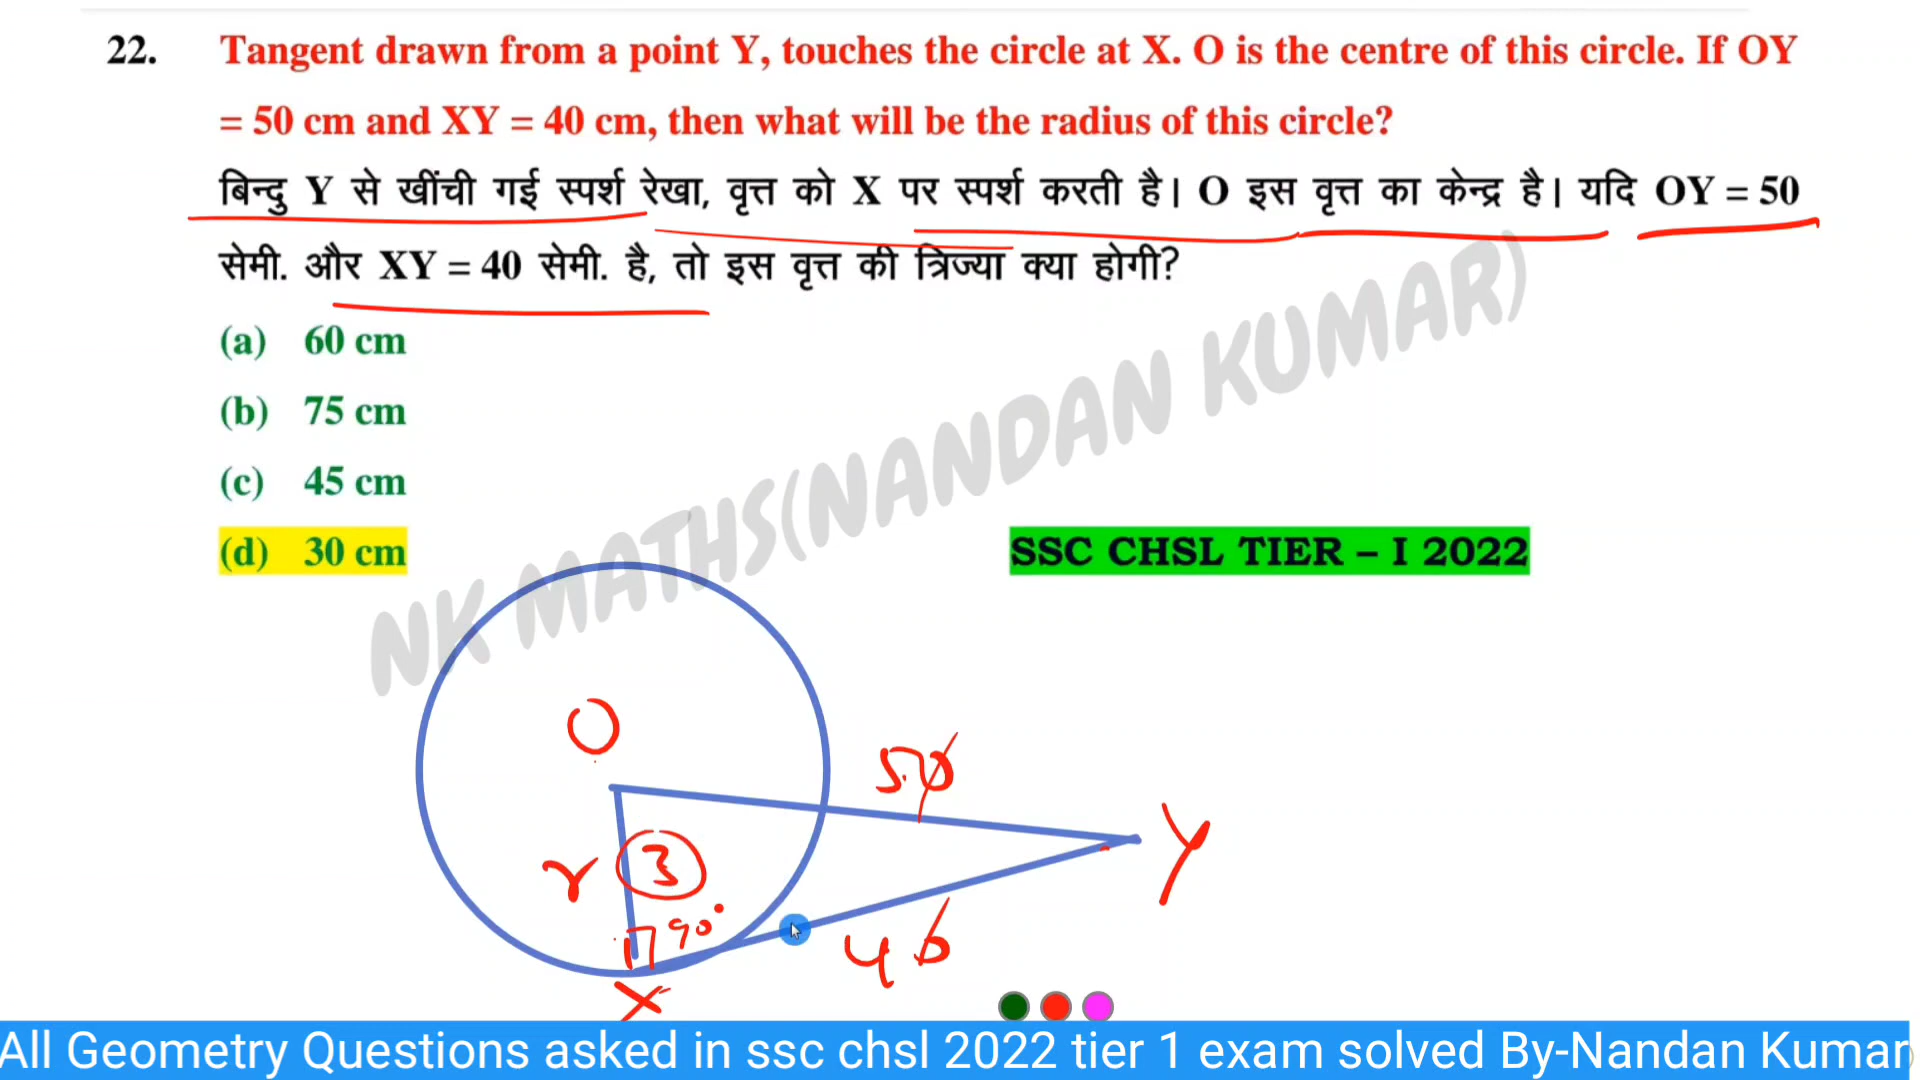 22. Tangent drawn from a point Y, touches the circle at X. O is the centre of this circle. If OY
= 50 cm and XY = 40 cm, then what will be the radius of this circle?
बिन्दु Y से खींची गई स्पर्श रेखा, वृत्त को X पर स्पर्श करती है। O इस वृत्त का केन्द्र है। यदि OY = 50
सेमी. और XY = 40 सेमी. है, तो इस वृत्त की त्रिज्या क्या होगी?
(a) 60 cm
(b) 75 cm
(c) 45 cm
(d) 30 cm
SSC CHSL TIER – I 2022
NK MATHS(NANDAN KUMAR)
O
50
Y
r 3
90°
40
X
All Geometry Questions asked in ssc chsl 2022 tier 1 exam solved By-Nandan Kumar